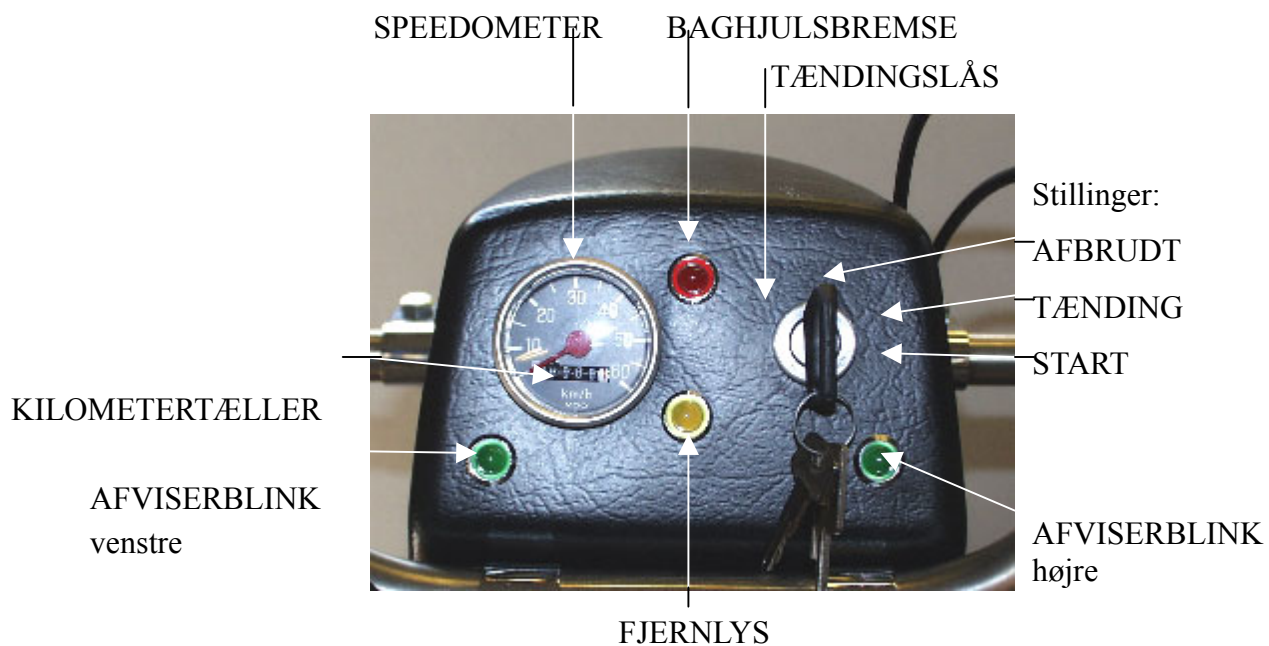 SPEEDOMETER
BAGHJULSBREMSE
TÆNDINGSLÅS
Stillinger:
AFBRUDT
TÆNDING
START
10
20
30
40
50
60
km/h
VDO
KILOMETERTÆLLER
AFVISERBLINK
venstre
AFVISERBLINK
højre
FJERNLYS